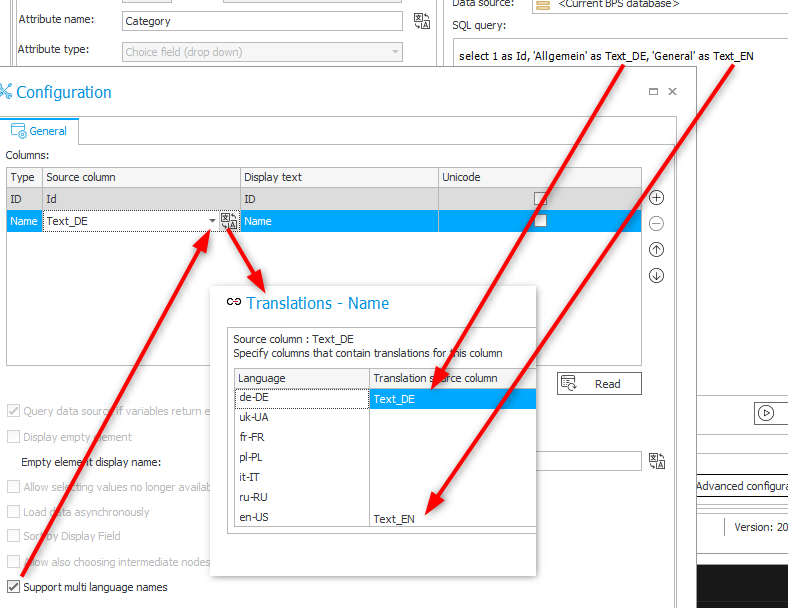 Attribute name:
Category
Data source:
<Current BPS database>
SQL query:
Attribute type:
Choice field (drop down)
select 1 as Id, 'Allgemein' as Text_DE, 'General' as Text_EN
Configuration
General
Columns:
Type Source column Display text Unicode
ID Id ID
Name Text_DE Name
Translations - Name
Source column : Text_DE
Specify columns that contain translations for this column
Language Translation source column
de-DE Text_DE
uk-UA
fr-FR
pl-PL
it-IT
ru-RU
en-US Text_EN
Read
Query data source if variables return e
Display empty element
Empty element display name:
Allow selecting values no longer availab
Load data asynchronously
Sort by Display Field
Allow also choosing intermediate nodes
Support multi language names
Advanced configura
Version: 20